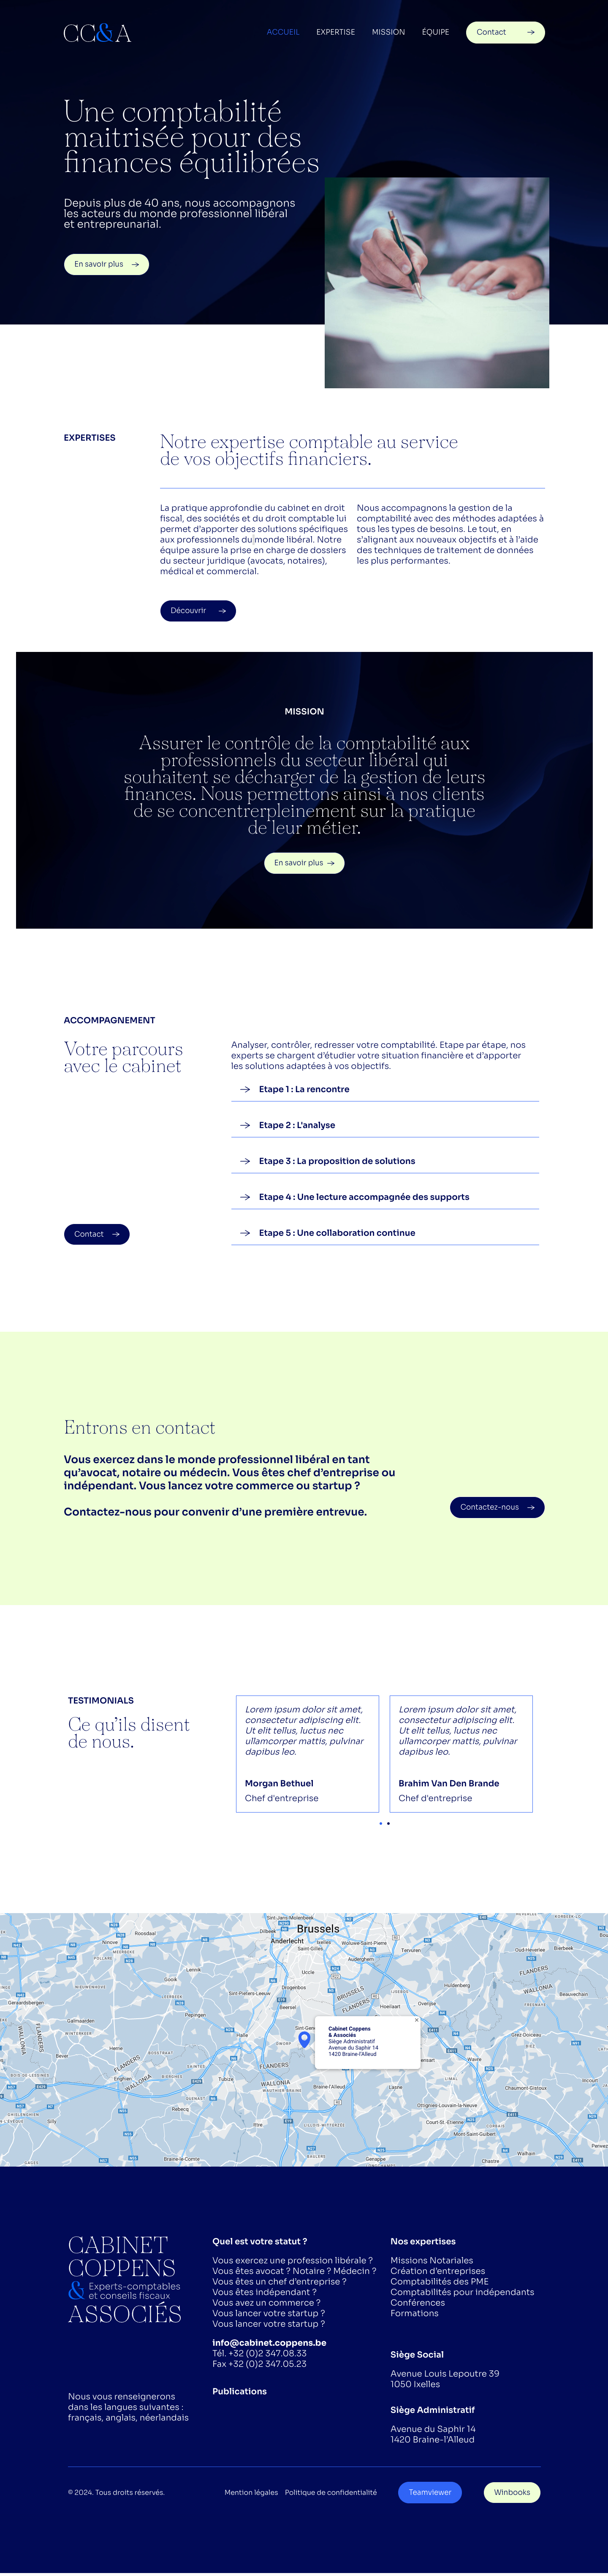 CC&A
ACCUEIL EXPERTISE MISSION ÉQUIPE Contact
Une comptabilité
maitrisée pour des
finances équilibrées
Depuis plus de 40 ans, nous accompagnons
les acteurs du monde professionnel libéral
et entrepreunarial.
En savoir plus
EXPERTISES
Notre expertise comptable au service
de vos objectifs financiers.
La pratique approfondie du cabinet en droit
fiscal, des sociétés et du droit comptable lui
permet d'apporter des solutions spécifiques
aux professionnels du monde libéral. Notre
équipe assure la prise en charge de dossiers
du secteur juridique (avocats, notaires),
médical et commercial.
Nous accompagnons la gestion de la
comptabilité avec des méthodes adaptées à
tous les types de besoins. Le tout, en
s'alignant aux nouveaux objectifs et à l'aide
des techniques de traitement de données
les plus performantes.
Découvrir
MISSION
Assurer le contrôle de la comptabilité aux
professionnels du secteur libéral qui
souhaitent se décharger de la gestion de leurs
finances. Nous permettons ainsi à nos clients
de se concentrerpleinement sur la pratique
de leur métier.
En savoir plus
ACCOMPAGNEMENT
Votre parcours
avec le cabinet
Analyser, contrôler, redresser votre comptabilité. Etape par étape, nos
experts se chargent d'étudier votre situation financière et d'apporter
les solutions adaptées à vos objectifs.
Etape 1 : La rencontre
Etape 2 : L'analyse
Etape 3 : La proposition de solutions
Etape 4 : Une lecture accompagnée des supports
Etape 5 : Une collaboration continue
Contact
Entrons en contact
Vous exercez dans le monde professionnel libéral en tant
qu'avocat, notaire ou médecin. Vous êtes chef d'entreprise ou
indépendant. Vous lancez votre commerce ou startup ?
Contactez-nous pour convenir d'une première entrevue.
Contactez-nous
TESTIMONIALS
Ce qu'ils disent
de nous.
Lorem ipsum dolor sit amet,
consectetur adipiscing elit.
Ut elit tellus, luctus nec
ullamcorper mattis, pulvinar
dapibus leo.
Morgan Bethuel
Chef d'entreprise
Lorem ipsum dolor sit amet,
consectetur adipiscing elit.
Ut elit tellus, luctus nec
ullamcorper mattis, pulvinar
dapibus leo.
Brahim Van Den Brande
Chef d'entreprise
Brussels
Anderlecht
Cabinet Coppens
& Associés
Siège Administratif
Avenue du Saphir 14
1420 Braine-l'Alleud
CABINET
COPPENS
& Experts-comptables
et conseils fiscaux
ASSOCIÉS
Nous vous renseignerons
dans les langues suivantes :
français, anglais, néerlandais
Quel est votre statut ?
Vous exercez une profession libérale ?
Vous êtes avocat ? Notaire ? Médecin ?
Vous êtes un chef d'entreprise ?
Vous êtes indépendant ?
Vous avez un commerce ?
Vous lancer votre startup ?
Vous lancer votre startup ?
info@cabinet.coppens.be
Tél. +32 (0)2 347.08.33
Fax +32 (0)2 347.05.23
Publications
Nos expertises
Missions Notariales
Création d'entreprises
Comptabilités des PME
Comptabilités pour indépendants
Conférences
Formations
Siège Social
Avenue Louis Lepoutre 39
1050 Ixelles
Siège Administratif
Avenue du Saphir 14
1420 Braine-l'Alleud
© 2024. Tous droits réservés.
Mention légales Politique de confidentialité
Teamviewer
Winbooks